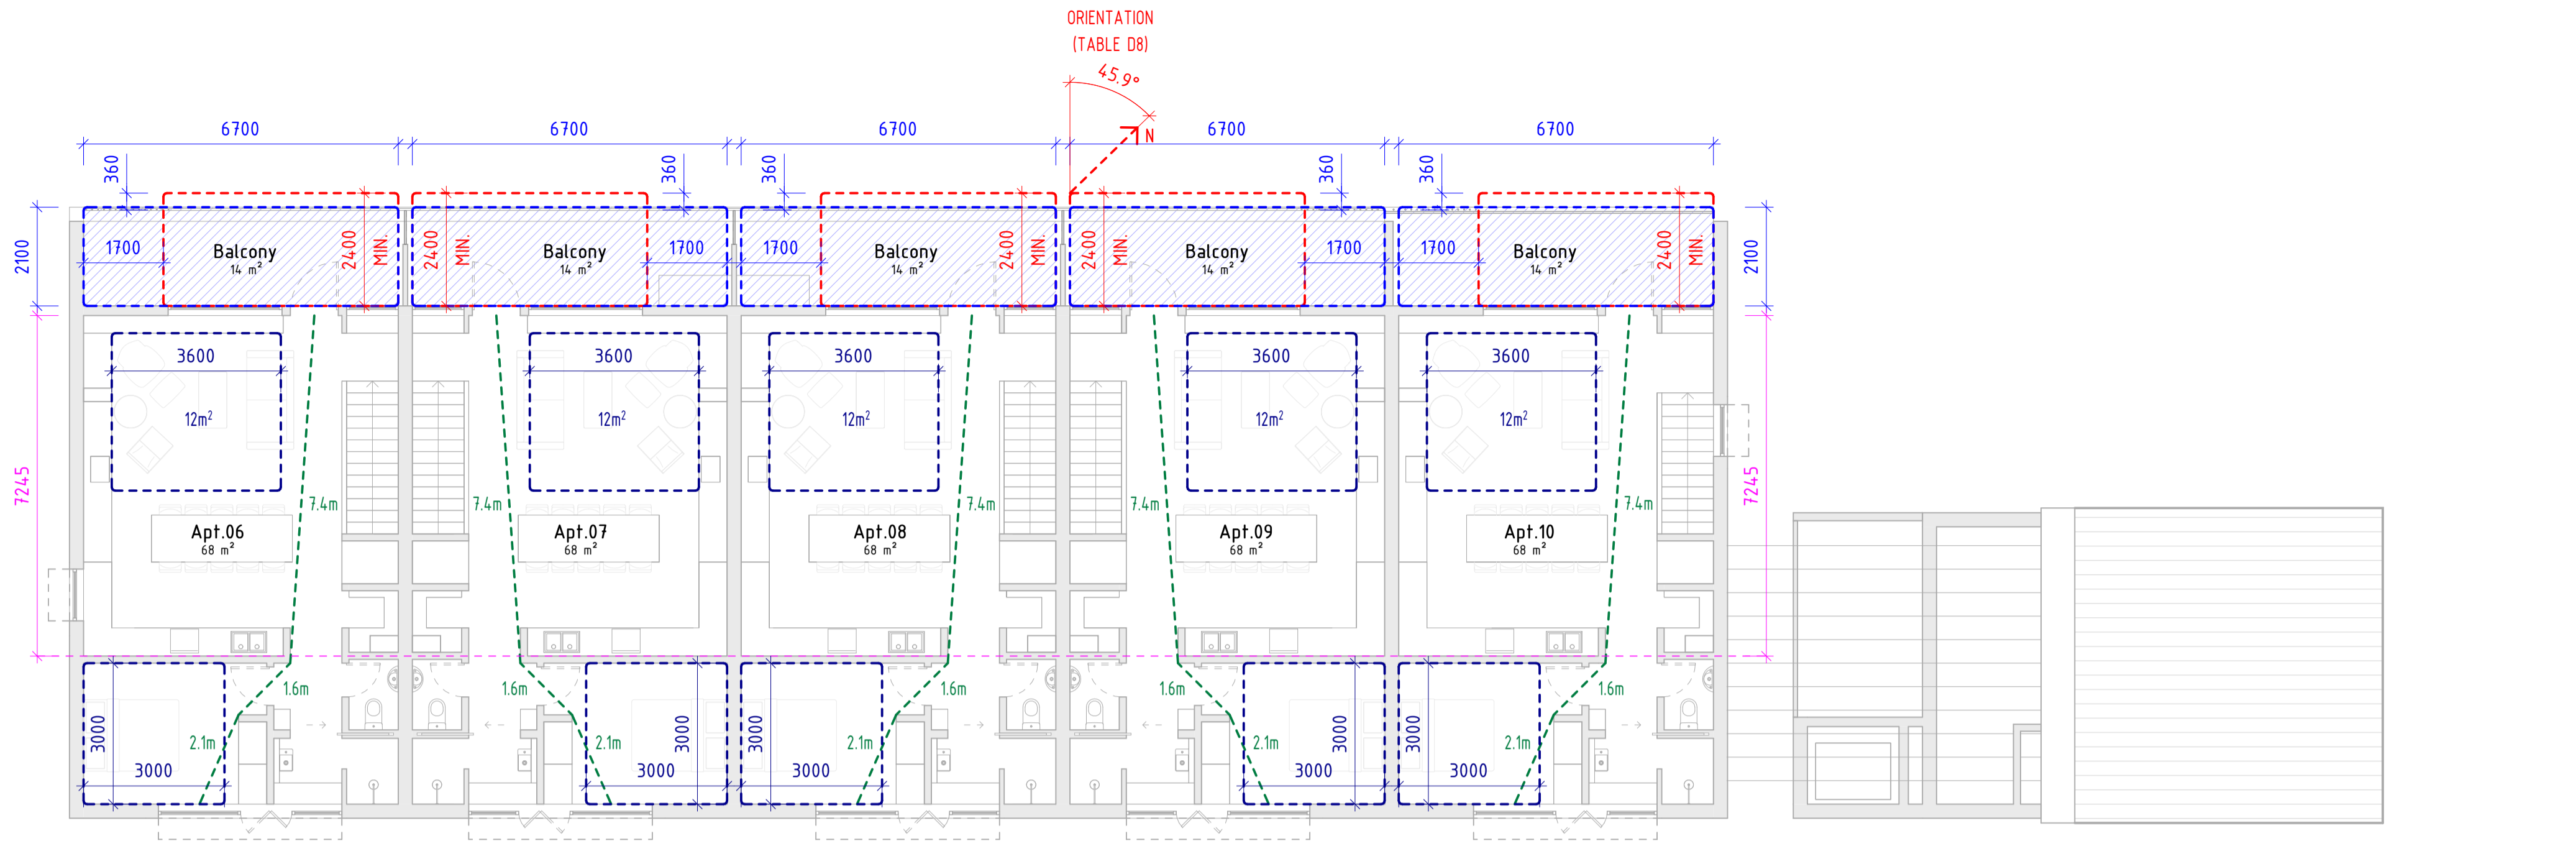 ORIENTATION
(TABLE D8)
45.9°
N
6700
6700
6700
6700
6700
360
360
360
360
360
2100
1700
Balcony
14 m²
2400
MIN.
2400
MIN.
Balcony
14 m²
1700
1700
Balcony
14 m²
2400
MIN.
2400
MIN.
Balcony
14 m²
1700
1700
Balcony
14 m²
2400
MIN.
2100
3600
3600
3600
3600
3600
12m²
12m²
12m²
12m²
12m²
7245
7.4m
7.4m
7.4m
7.4m
7.4m
7245
Apt.06
68 m²
Apt.07
68 m²
Apt.08
68 m²
Apt.09
68 m²
Apt.10
68 m²
1.6m
1.6m
1.6m
1.6m
1.6m
3000
2.1m
2.1m
3000
3000
2.1m
2.1m
3000
3000
2.1m
3000
3000
3000
3000
3000